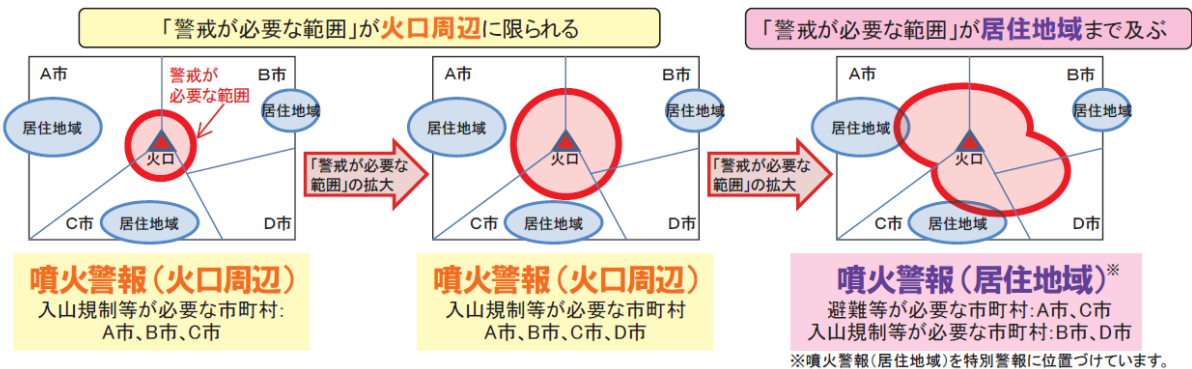 「警戒が必要な範囲」が火口周辺に限られる
「警戒が必要な範囲」が居住地域まで及ぶ
A市
B市
警戒が
必要な範囲
居住地域
居住地域
火口
C市
居住地域
D市
「警戒が必要な
範囲」の拡大
A市
B市
居住地域
居住地域
火口
C市
居住地域
D市
「警戒が必要な
範囲」の拡大
A市
B市
居住地域
居住地域
火口
C市
居住地域
D市
噴火警報(火口周辺)
入山規制等が必要な市町村:
A市、B市、C市
噴火警報(火口周辺)
入山規制等が必要な市町村
A市、B市、C市、D市
噴火警報(居住地域)※
避難等が必要な市町村:A市、C市
入山規制等が必要な市町村:B市、D市
※噴火警報(居住地域)を特別警報に位置づけています。